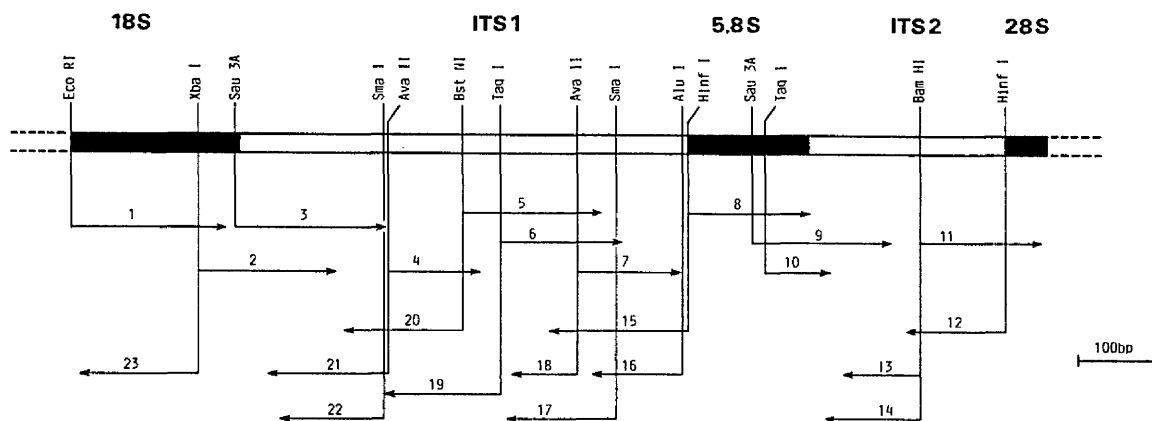 18S ITS1 5,8S ITS2 28S
Eco RI Xba I Sau 3A Sma I Ava II Bst NI Taq I Ava II Sma I Alu I Hinf I Sau 3A Taq I Bam HI Hinf I
1 3 5 8
6 9 11
2 4 7 10
20 15 12
100bp
23 21 18 16 13
19
22 17 14